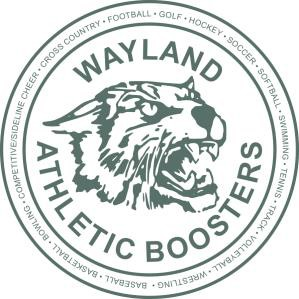 WAYLAND
ATHLETIC BOOSTERS
BASEBALL • BASKETBALL • BOWLING • COMPETITIVE/SIDELINE CHEER • CROSS COUNTRY • FOOTBALL • GOLF • HOCKEY • SOCCER • SOFTBALL • SWIMMING • TENNIS • TRACK • VOLLEYBALL • WRESTLING •